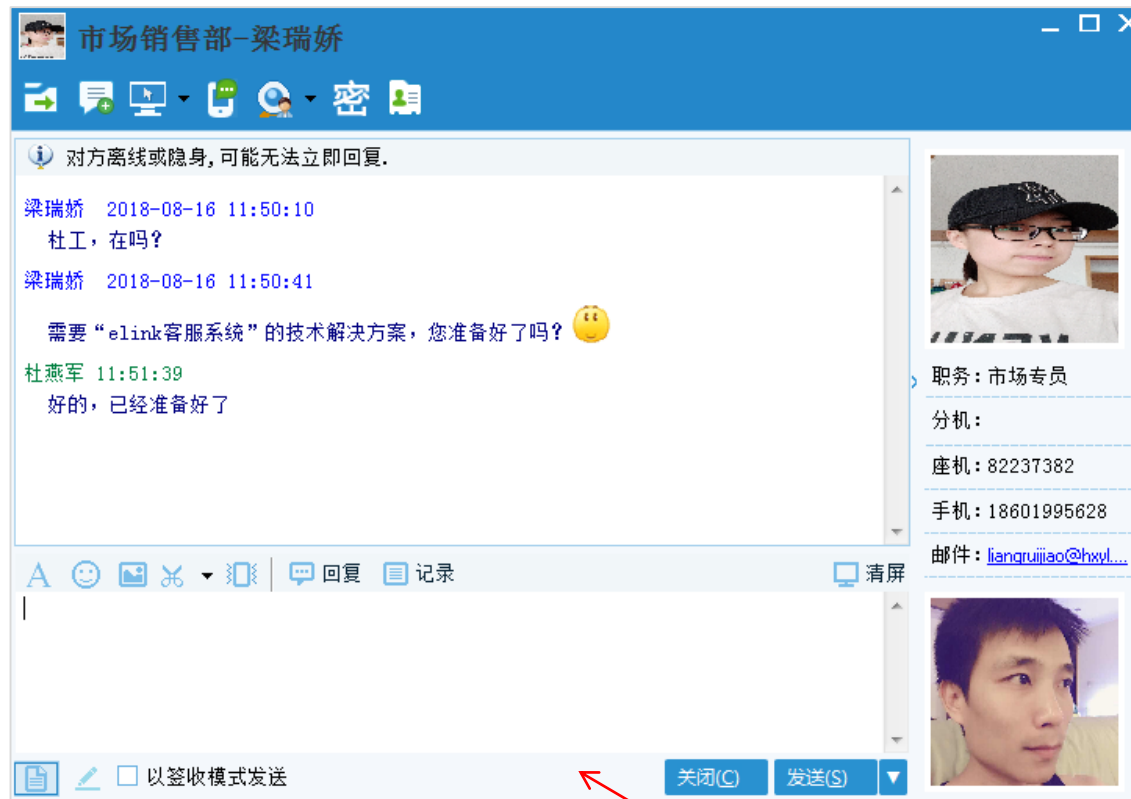 市场销售部-梁瑞娇
密
对方离线或隐身,可能无法立即回复.
梁瑞娇 2018-08-16 11:50:10
杜工，在吗?
梁瑞娇 2018-08-16 11:50:41
需要“elink客服系统”的技术解决方案，您准备好了吗?
杜燕军 11:51:39
好的，已经准备好了
职务：市场专员
分机：
座机：82237382
手机：18601995628
邮件：liangruijiao@hxyl....
A 回复 记录 清屏
以签收模式发送 关闭(C) 发送(S)